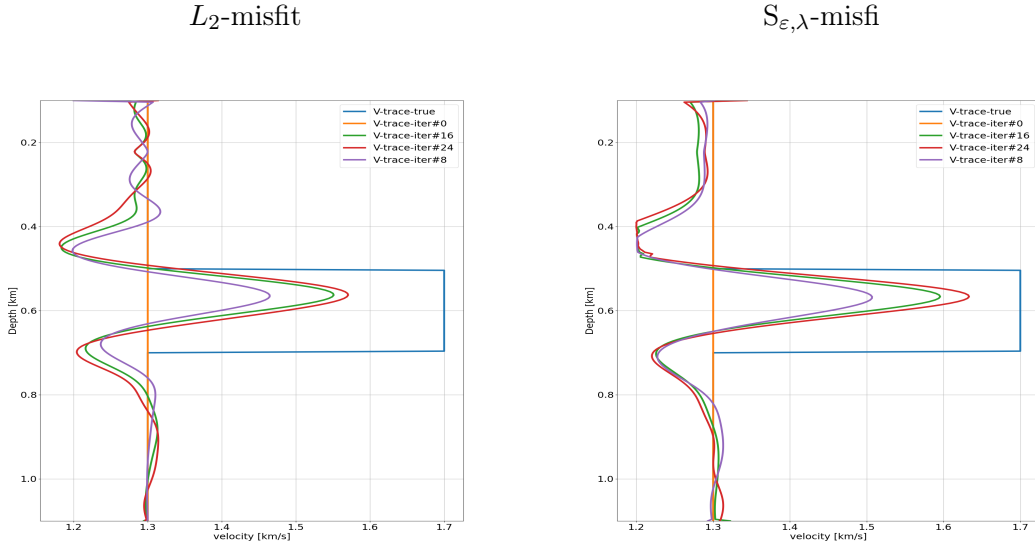 L₂-misfit
S_{ε,λ}-misfi
V-trace-true
V-trace-iter#0
V-trace-iter#16
V-trace-iter#24
V-trace-iter#8
Depth [km]
0.2
0.4
0.6
0.8
1.0
1.2 1.3 1.4 1.5 1.6 1.7
velocity [km/s]
V-trace-true
V-trace-iter#0
V-trace-iter#16
V-trace-iter#24
V-trace-iter#8
Depth [km]
0.2
0.4
0.6
0.8
1.0
1.2 1.3 1.4 1.5 1.6 1.7
velocity [km/s]